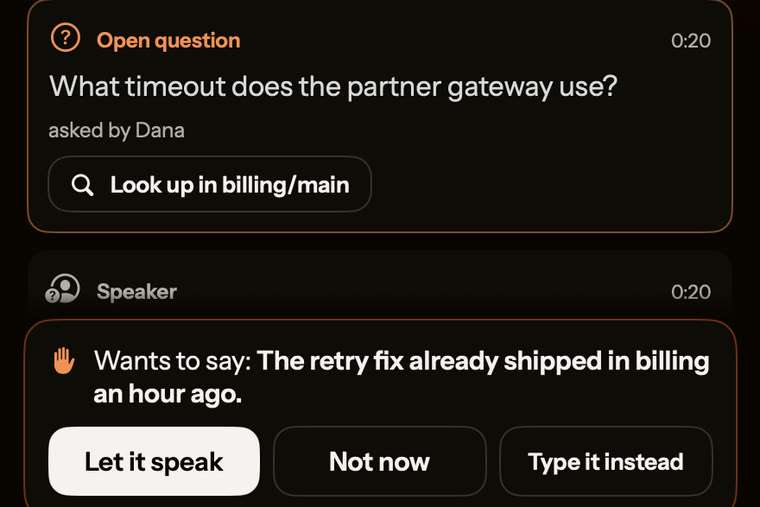 Open question 0:20
What timeout does the partner gateway use?
asked by Dana
Look up in billing/main
Speaker 0:20
Wants to say: The retry fix already shipped in billing
an hour ago.
Let it speak Not now Type it instead